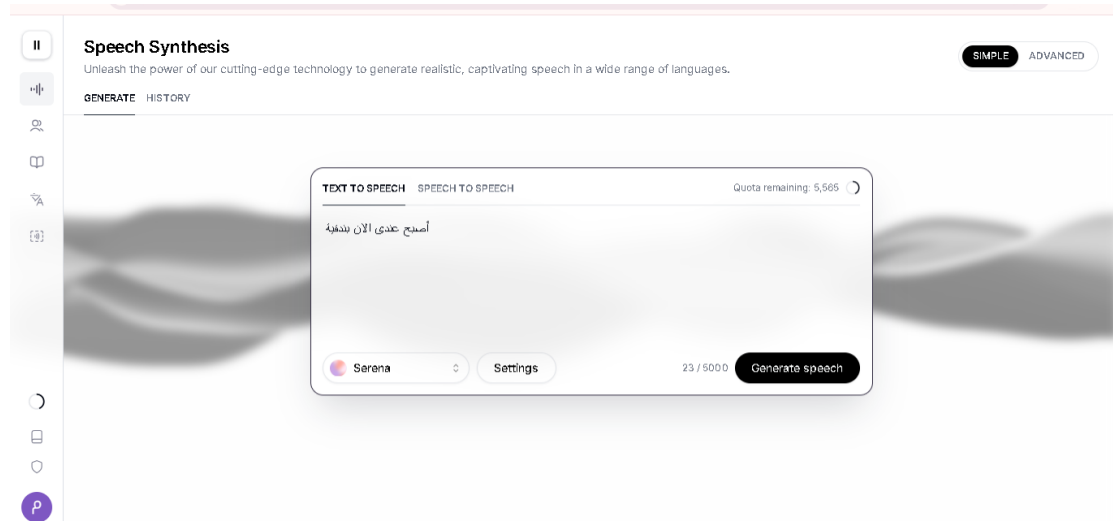 Speech Synthesis
Unleash the power of our cutting-edge technology to generate realistic, captivating speech in a wide range of languages.
SIMPLE ADVANCED
GENERATE HISTORY
TEXT TO SPEECH SPEECH TO SPEECH Quota remaining: 5,565
أصبح عندى الان بندقية
Serena Settings 23 / 5000 Generate speech
P